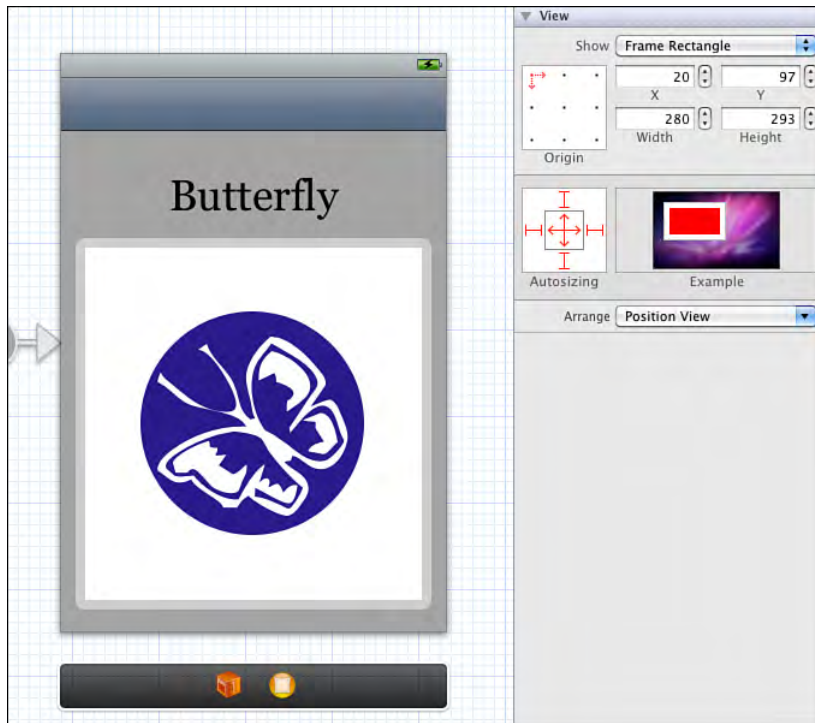 View
Show Frame Rectangle
20 97
X Y
280 293
Width Height
Origin
Butterfly
Autosizing Example
Arrange Position View